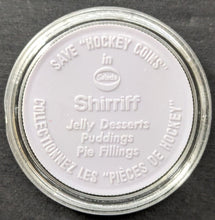 SAVE "HOCKEY COINS"
in
Shirriff
Jelly Desserts
Puddings
Pie Fillings
COLLECTIONNEZ LES "PIÈCES DE HOCKEY"